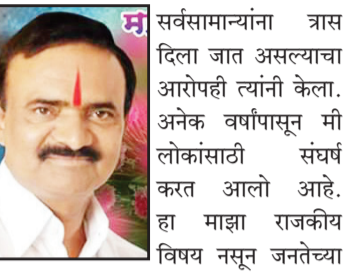 सर्वसामान्यांना त्रास
दिला जात असल्याचा
आरोपही त्यांनी केला.
अनेक वर्षांपासून मी
लोकांसाठी संघर्ष
करत आलो आहे.
हा माझा राजकीय
विषय नसून जनतेच्या